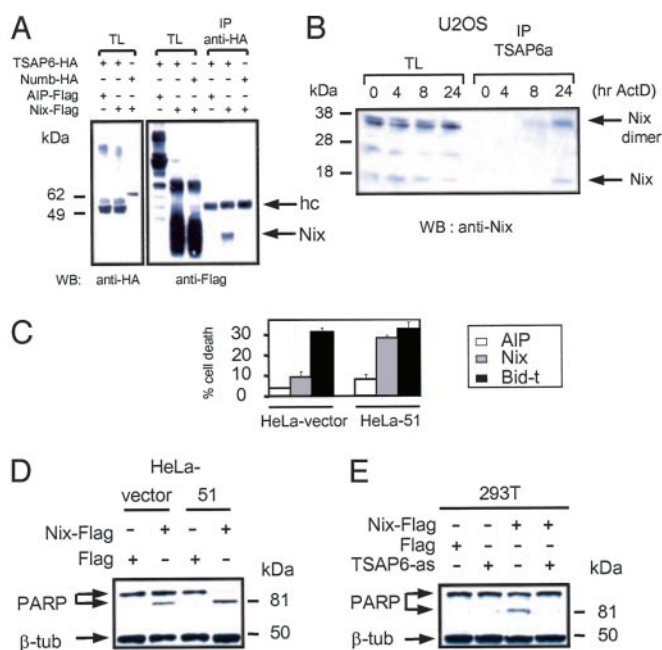 A
TL
TL
IP
anti-HA
TSAP6-HA + + - + + - + + -
Numb-HA - - + - - + - - +
AIP-Flag + - - + - - + - -
Nix-Flag - + + - + + - + +
kDa
62
49
hc
Nix
WB: anti-HA anti-Flag
B
U2OS
IP
TSAP6a
TL
kDa 0 4 8 24 0 4 8 24 (hr ActD)
38
28
18
Nix
dimer
Nix
WB : anti-Nix
C
% cell death
30
20
10
0
HeLa-vector HeLa-51
AIP
Nix
Bid-t
D
HeLa-
vector 51
Nix-Flag - + - +
Flag + - + -
kDa
PARP
81
β-tub
50
E
293T
Nix-Flag - - + +
Flag + - - -
TSAP6-as - + - +
kDa
PARP
81
β-tub
50